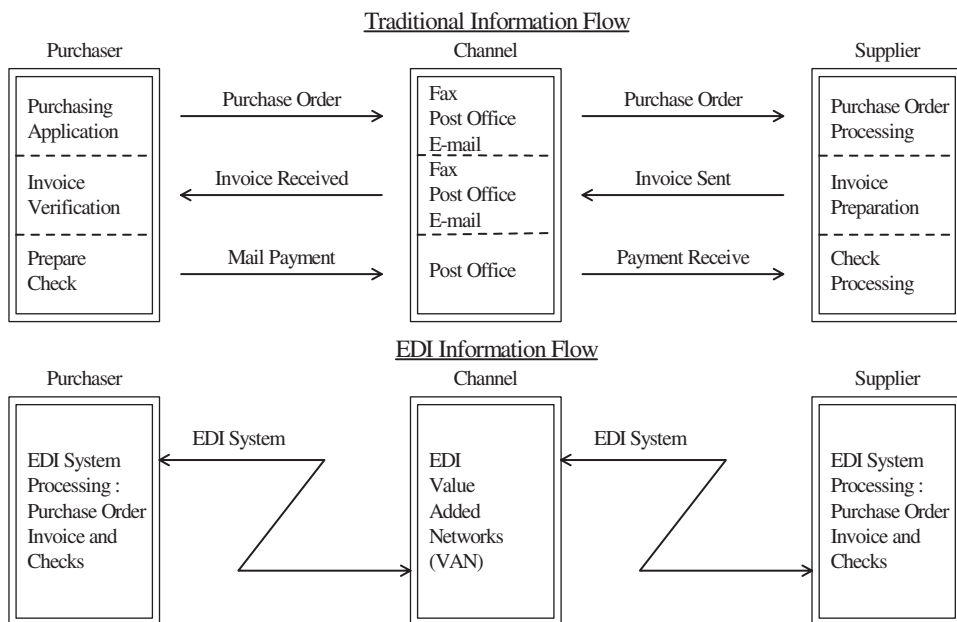 Traditional Information Flow
Purchaser
Channel
Supplier
Purchasing
Application
Purchase Order
Fax
Post Office
E-mail
Purchase Order
Purchase Order
Processing
Invoice
Verification
Invoice Received
Fax
Post Office
E-mail
Invoice Sent
Invoice
Preparation
Prepare
Check
Mail Payment
Post Office
Payment Receive
Check
Processing
EDI Information Flow
Purchaser
Channel
Supplier
EDI System
Processing :
Purchase Order
Invoice and
Checks
EDI System
EDI
Value
Added
Networks
(VAN)
EDI System
EDI System
Processing :
Purchase Order
Invoice and
Checks